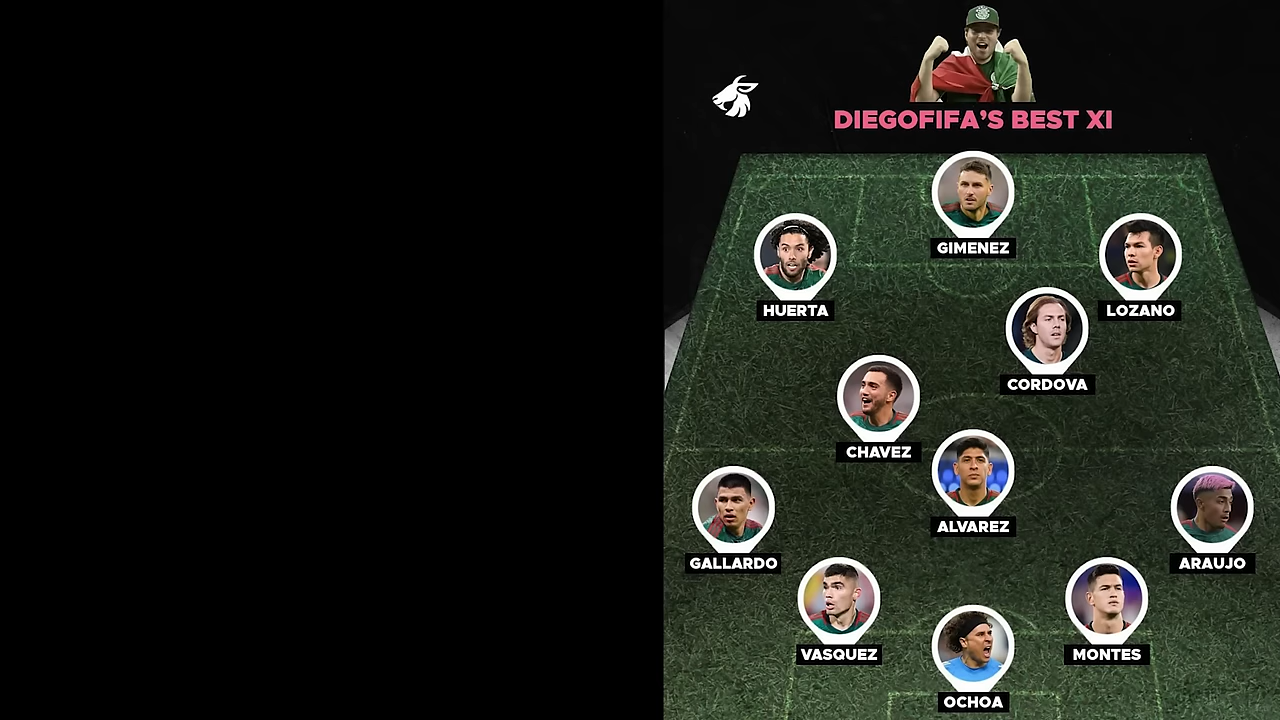 DIEGOFIFA'S BEST XI
GIMENEZ
HUERTA
LOZANO
CORDOVA
CHAVEZ
ALVAREZ
GALLARDO
ARAUJO
VASQUEZ
MONTES
OCHOA